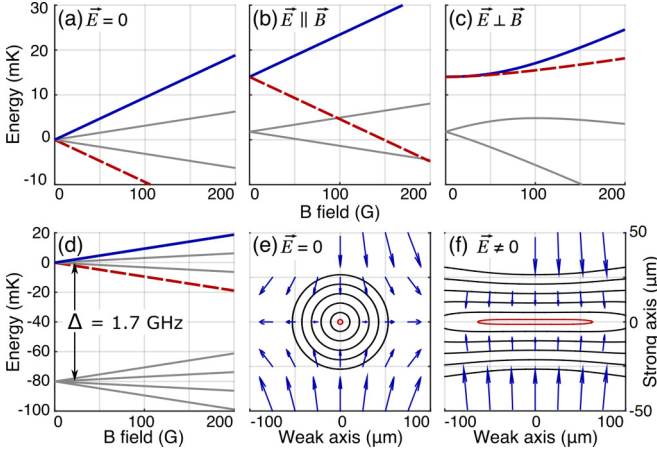 (a) E⃗ = 0
(b) E⃗ ∥ B⃗
(c) E⃗ ⊥ B⃗
Energy (mK)
30
20
10
0
-10
0 100 200
0 100 200
0 100 200
B field (G)
(d)
Energy (mK)
20
0
-20
-40
-60
-80
-100
Δ = 1.7 GHz
0 100 200
B field (G)
(e) E⃗ = 0
-100 0 100
Weak axis (μm)
(f) E⃗ ≠ 0
-100 0 100
Weak axis (μm)
50
0
-50
Strong axis (μm)